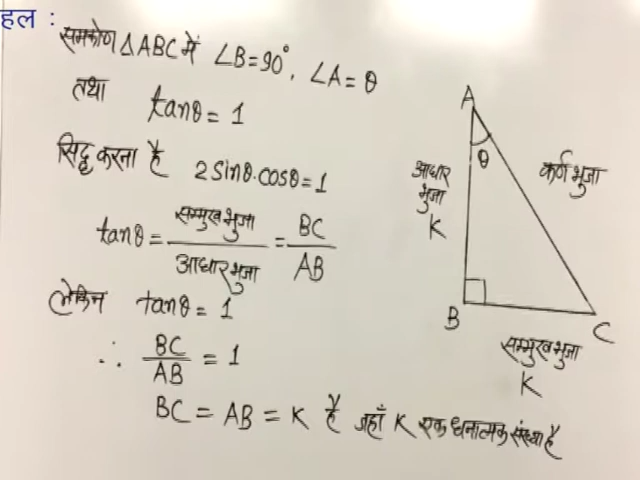 हल :
समकोण △ABC में ∠B=90°, ∠A=θ
तथा tanθ = 1
सिद्ध करना है 2sinθ.cosθ=1
tanθ = सम्मुख भुजा / आधार भुजा = BC / AB
लेकिन tanθ = 1
∴ BC / AB = 1
BC = AB = K है जहाँ K एक धनात्मक संख्या है
A
θ
आधार भुजा
K
कर्ण भुजा
B
C
सम्मुख भुजा
K